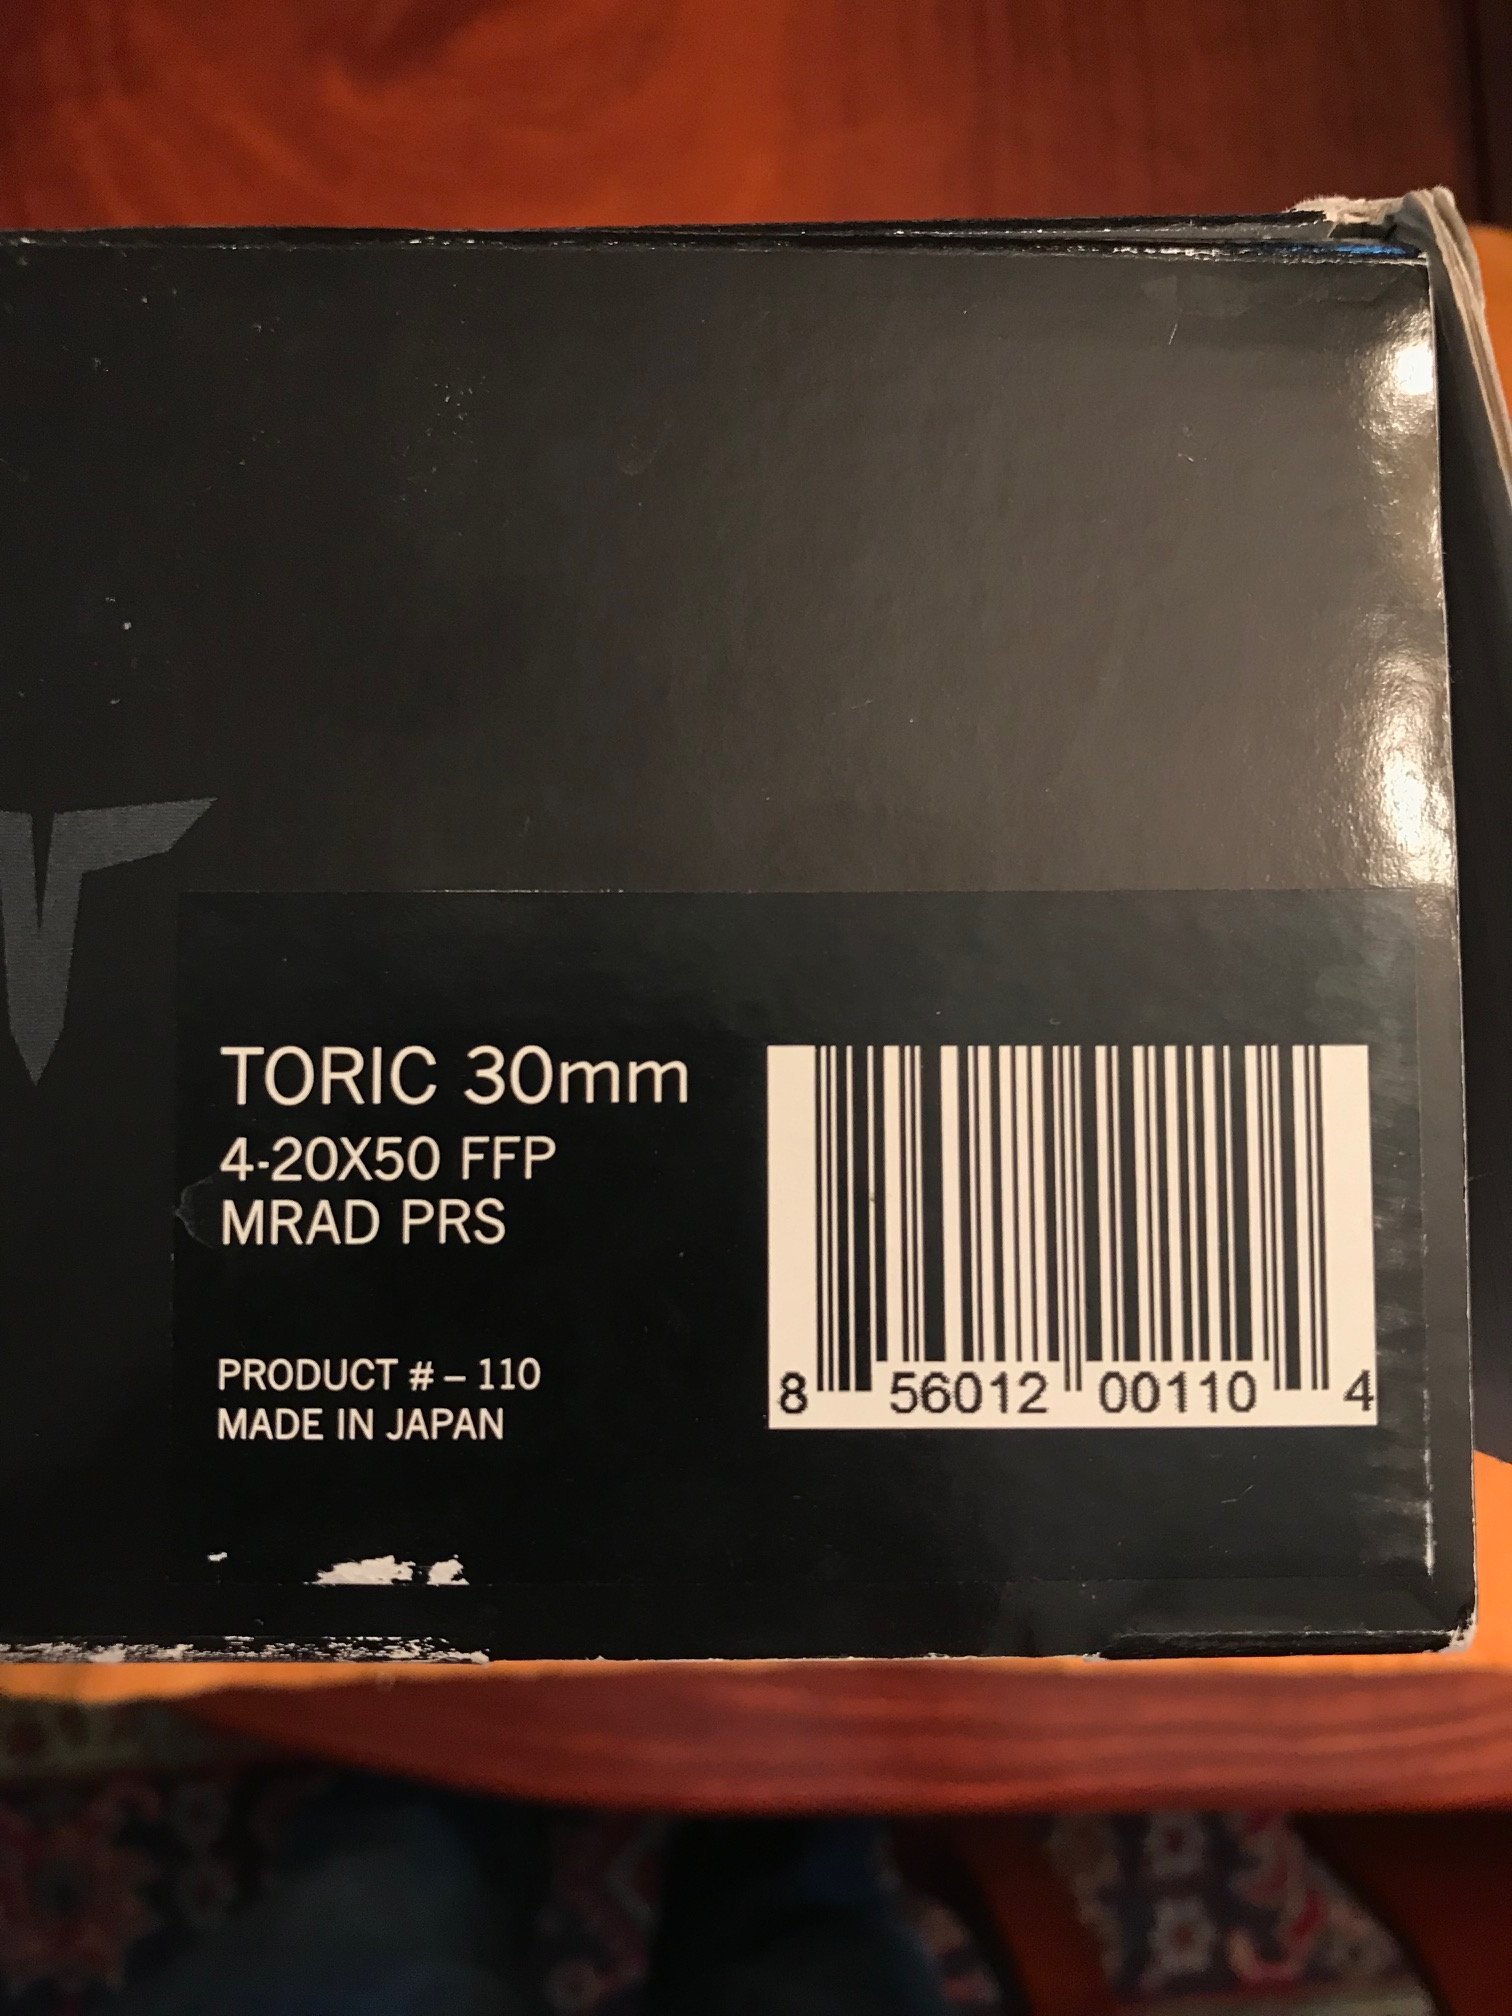 TORIC 30mm
4-20X50 FFP
MRAD PRS
PRODUCT # – 110
MADE IN JAPAN
8 56012 00110 4